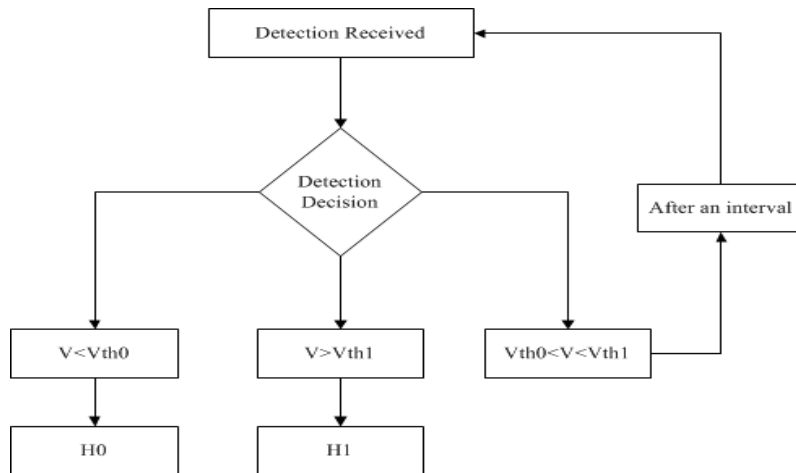 Detection Received
Detection
Decision
After an interval
V<Vth0
V>Vth1
Vth0<V<Vth1
H0
H1